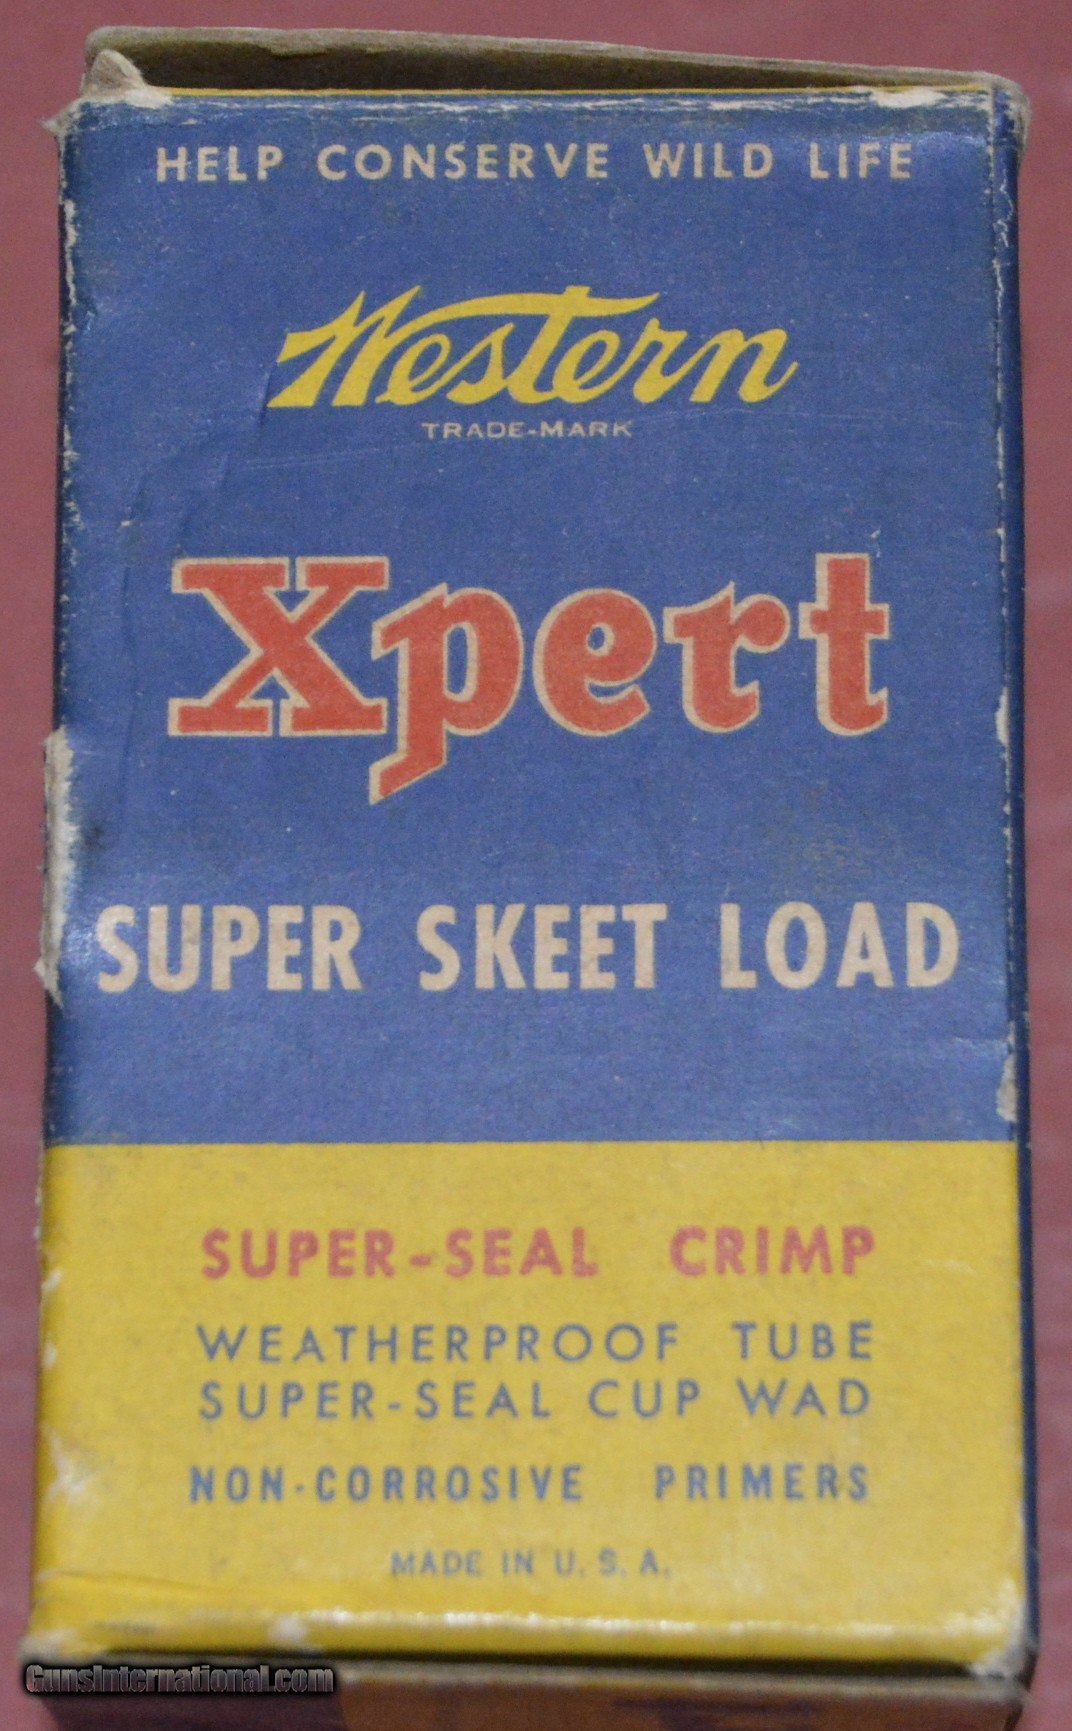 HELP CONSERVE WILD LIFE
Western
TRADE-MARK
Xpert
SUPER SKEET LOAD
SUPER-SEAL CRIMP
WEATHERPROOF TUBE
SUPER-SEAL CUP WAD
NON-CORROSIVE PRIMERS
MADE IN U.S.A.
GunsInternational.com